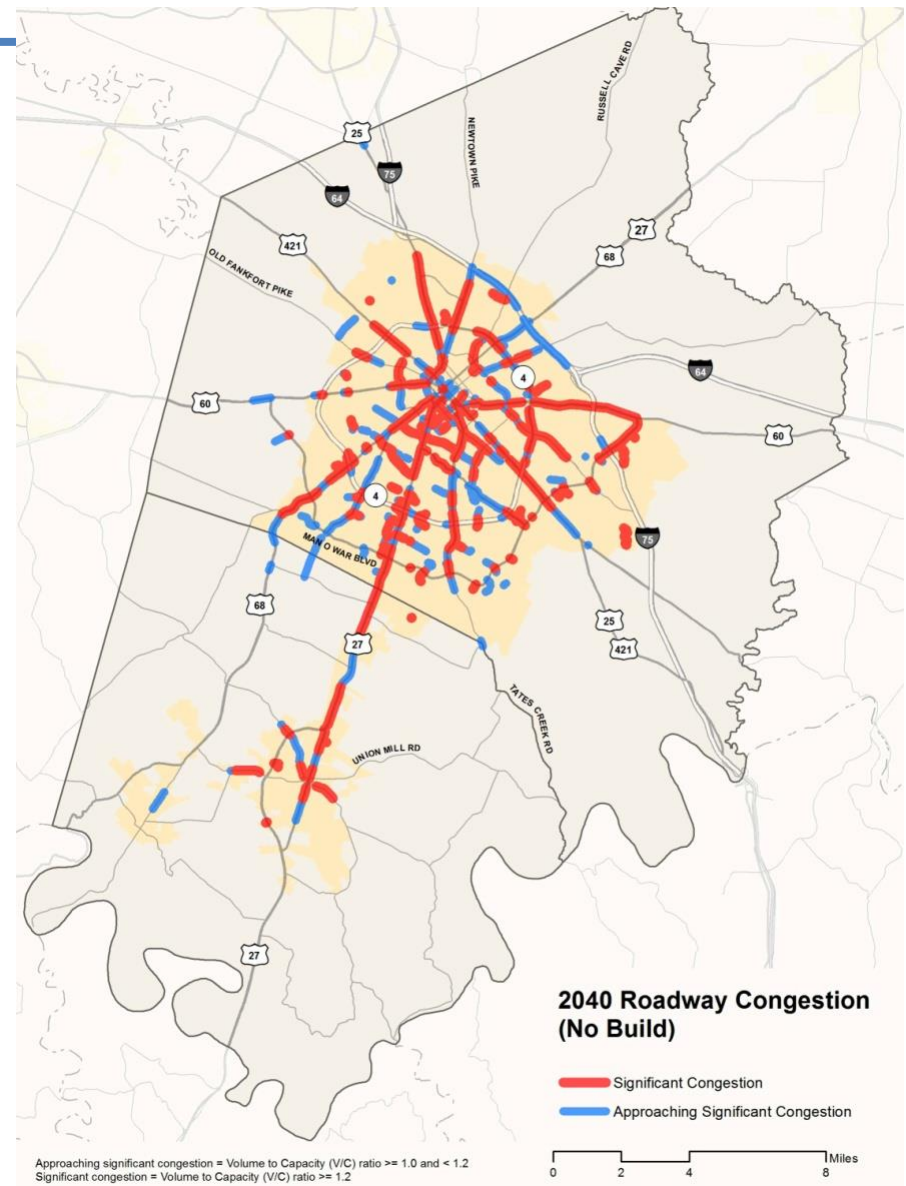 RUSSELL CAVE RD
NEWTOWN PIKE
25
75
64
27
68
421
OLD FANKFORT PIKE
4
64
60
60
4
75
MAN O WAR BLVD
68
25
27
421
TATES CREEK RD
UNION MILL RD
27
2040 Roadway Congestion
(No Build)
Significant Congestion
Approaching Significant Congestion
Approaching significant congestion = Volume to Capacity (V/C) ratio >= 1.0 and < 1.2
Significant congestion = Volume to Capacity (V/C) ratio >= 1.2
Miles
0 2 4 8